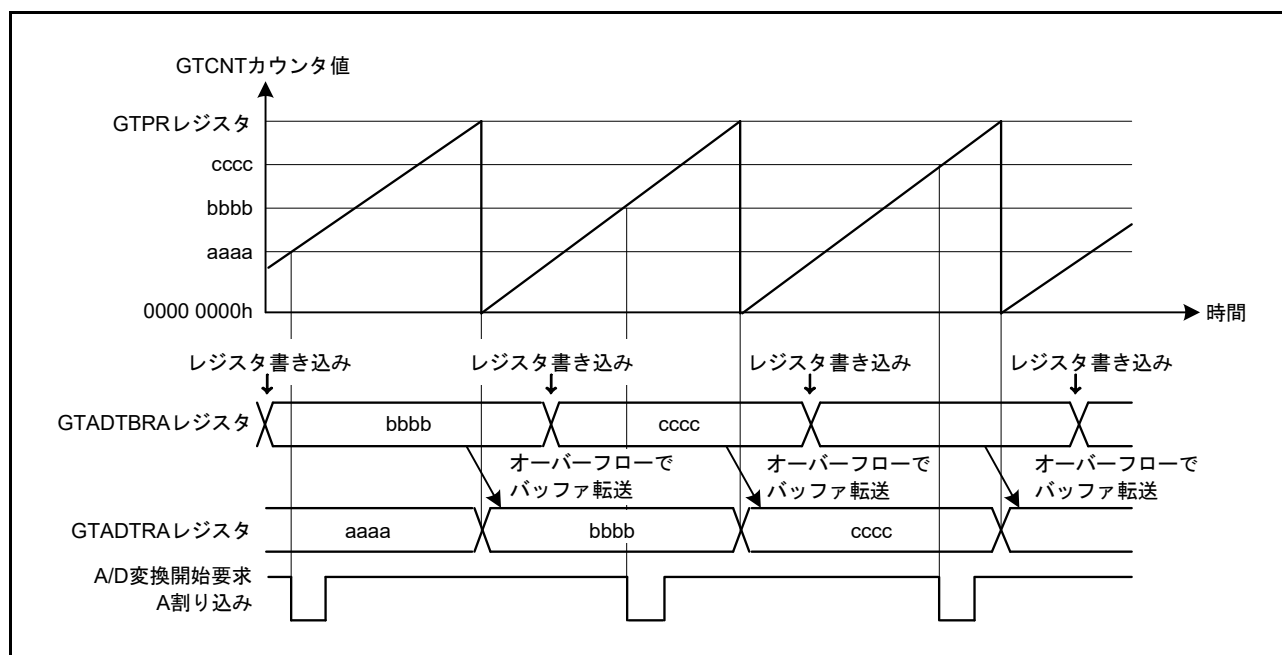 GTCNTカウンタ値
GTPRレジスタ
cccc
bbbb
aaaa
0000 0000h
時間
レジスタ書き込み レジスタ書き込み レジスタ書き込み レジスタ書き込み
GTADTBRAレジスタ bbbb cccc
オーバーフローで オーバーフローで オーバーフローで
バッファ転送 バッファ転送 バッファ転送
GTADTRAレジスタ aaaa bbbb cccc
A/D変換開始要求
A割り込み